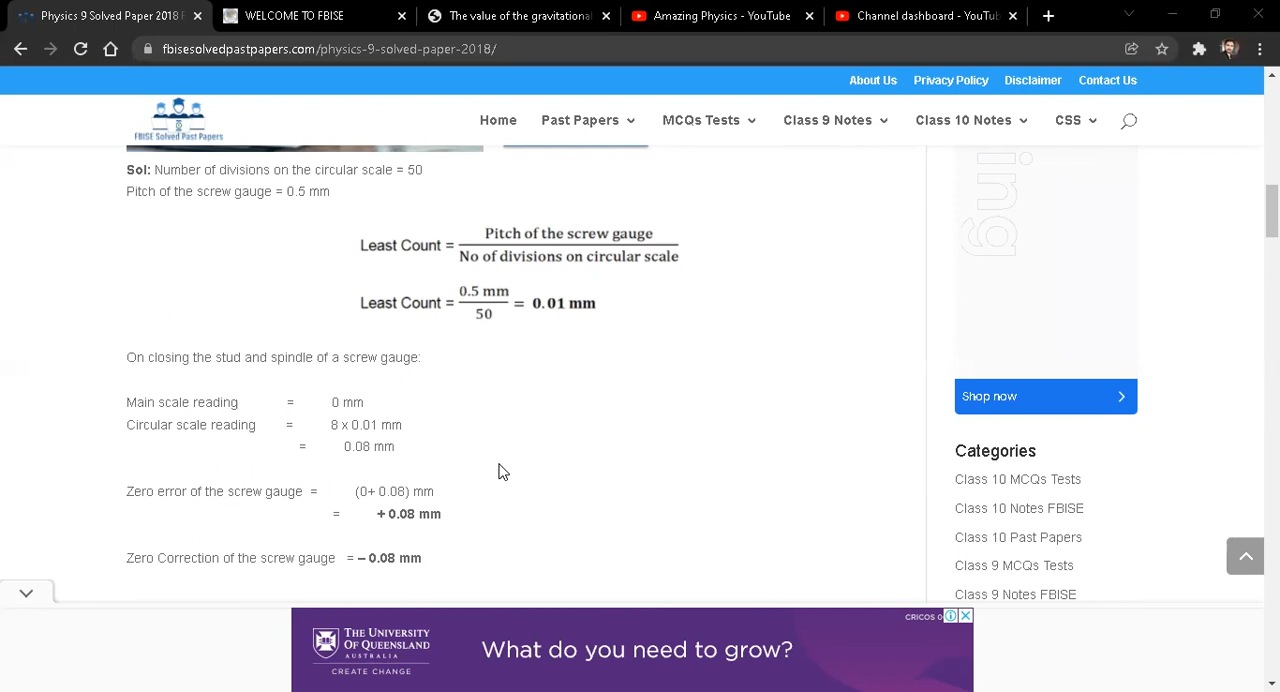 Physics 9 Solved Paper 2018 F
WELCOME TO FBISE
The value of the gravitational
Amazing Physics - YouTube
Channel dashboard - YouTub
fbisesolvedpastpapers.com/physics-9-solved-paper-2018/
About Us Privacy Policy Disclaimer Contact Us
FBISE Solved Past Papers
Home Past Papers MCQs Tests Class 9 Notes Class 10 Notes CSS
Sol: Number of divisions on the circular scale = 50
Pitch of the screw gauge = 0.5 mm
Least Count = Pitch of the screw gauge
No of divisions on circular scale
Least Count = 0.5 mm
50
= 0.01 mm
On closing the stud and spindle of a screw gauge:
Main scale reading = 0 mm
Circular scale reading = 8 x 0.01 mm
= 0.08 mm
Zero error of the screw gauge = (0+ 0.08) mm
= +0.08 mm
Zero Correction of the screw gauge = – 0.08 mm
Shop now
Categories
Class 10 MCQs Tests
Class 10 Notes FBISE
Class 10 Past Papers
Class 9 MCQs Tests
Class 9 Notes FBISE
THE UNIVERSITY
OF QUEENSLAND
AUSTRALIA
CREATE CHANGE
What do you need to grow?
CRICOS 0